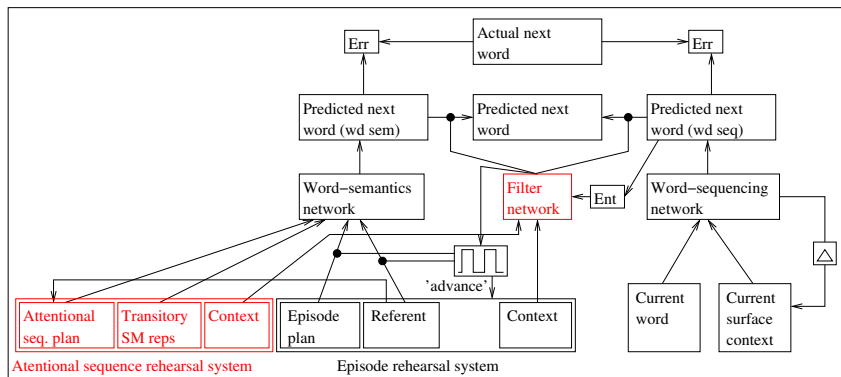 Actual next
word
Err
Err
Predicted next
word (wd sem)
Predicted next
word
Predicted next
word (wd seq)
Word−semantics
network
Filter
network
Ent
Word−sequencing
network
△
'advance'
Attentional
seq. plan
Transitory
SM reps
Context
Episode
plan
Referent
Context
Current
word
Current
surface
context
Atentional sequence rehearsal system
Episode rehearsal system